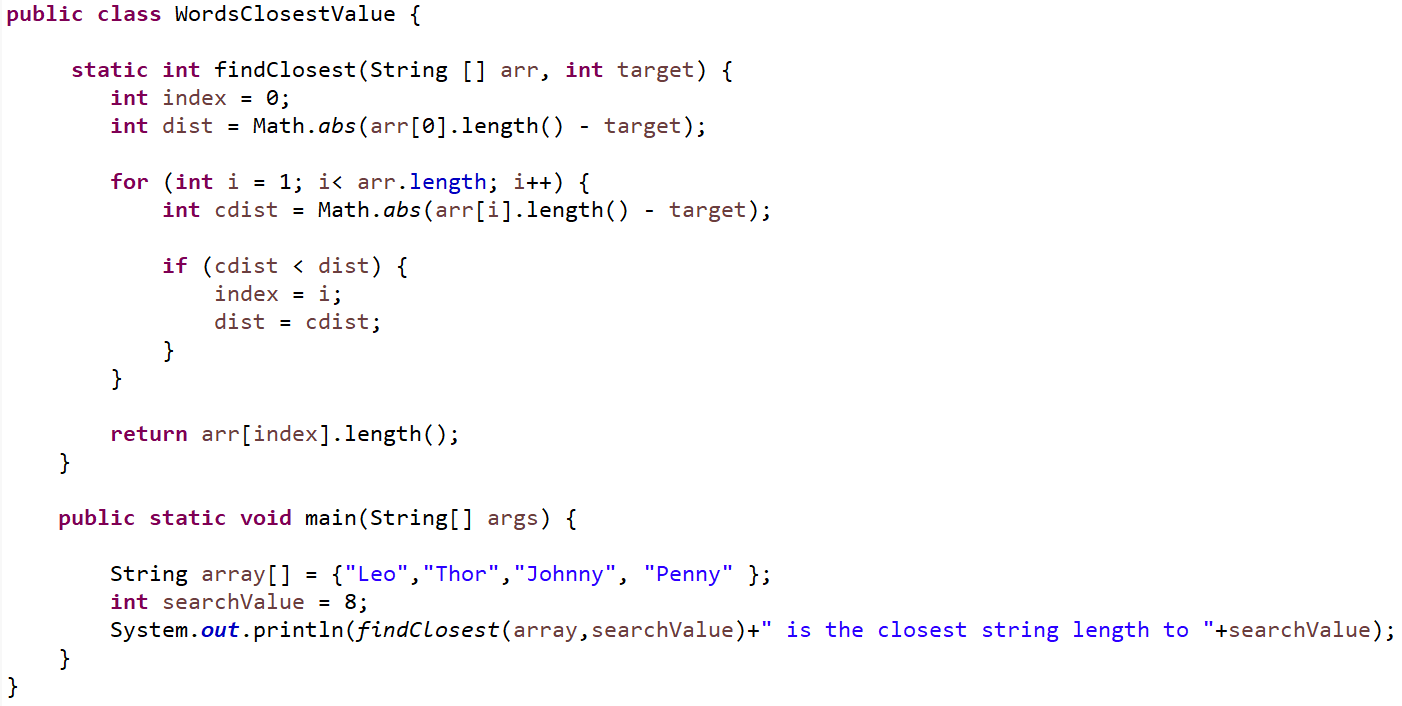 public class WordsClosestValue {
static int findClosest(String [] arr, int target) {
int index = 0;
int dist = Math.abs(arr[0].length() - target);
for (int i = 1; i< arr.length; i++) {
int cdist = Math.abs(arr[i].length() - target);
if (cdist < dist) {
index = i;
dist = cdist;
}
}
return arr[index].length();
}
public static void main(String[] args) {
String array[] = {"Leo","Thor","Johnny", "Penny" };
int searchValue = 8;
System.out.println(findClosest(array,searchValue)+" is the closest string length to "+searchValue);
}
}